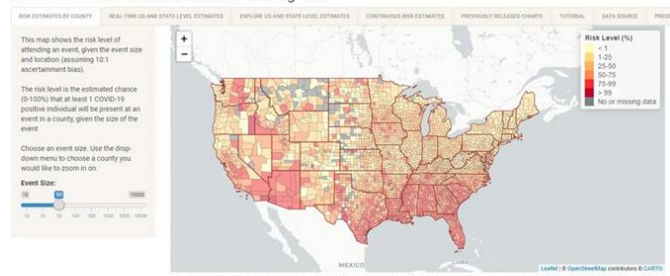 RISK ESTIMATES BY COUNTY
REAL-TIME US AND STATE-LEVEL ESTIMATES
EXPLORE US AND STATE-LEVEL ESTIMATES
CONTINUOUS RISK ESTIMATES
PREVIOUSLY RELEASED CHARTS
TUTORIAL
DATA SOURCE
This map shows the risk level of
attending an event, given the event size
and location (assuming 10:1
ascertainment bias).
The risk level is the estimated chance
(0-100%) that at least 1 COVID-19
positive individual will be present at an
event in a county, given the size of the
event
Choose an event size. Use the drop-
down menu to choose a county you
would like to zoom in on.
Event Size:
50
+
−
Risk Level (%)
< 1
1-25
25-50
50-75
75-99
> 99
No or missing data
MEXICO
Leaflet | © OpenStreetMap contributors © CARTO